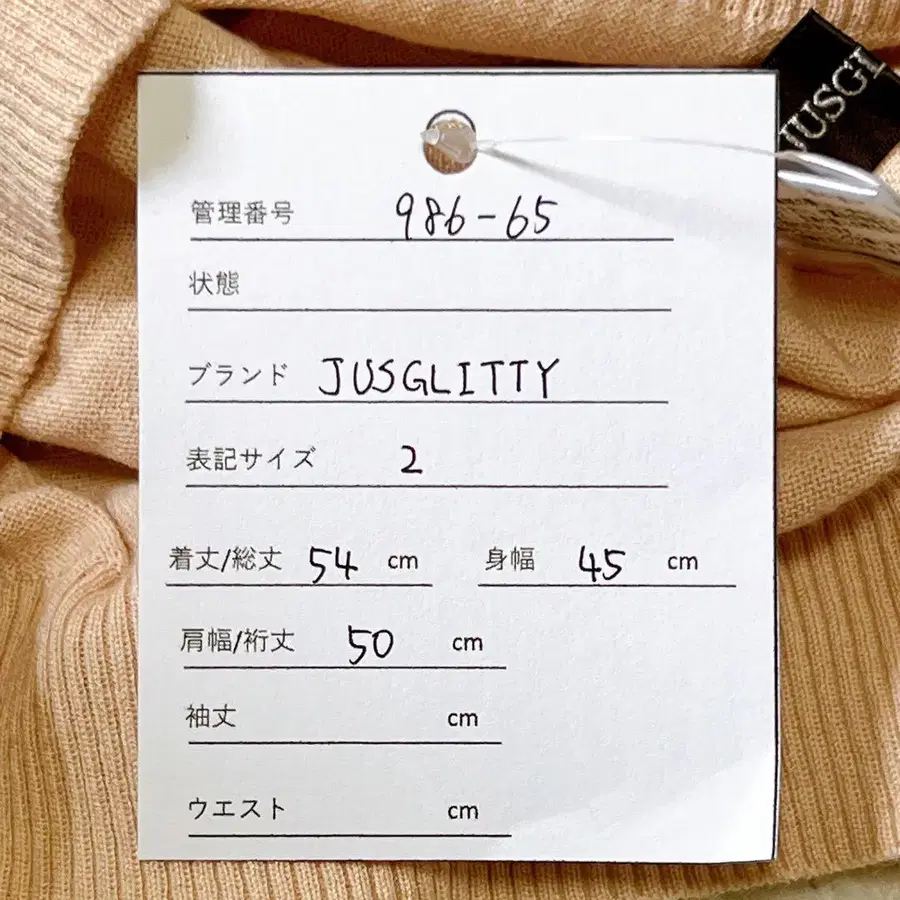 管理番号 986-65
状態
ブランド JUSGLITTY
表記サイズ 2
着丈/総丈 54 cm 身幅 45 cm
肩幅/裄丈 50 cm
袖丈 cm
ウエスト cm
JUSGL